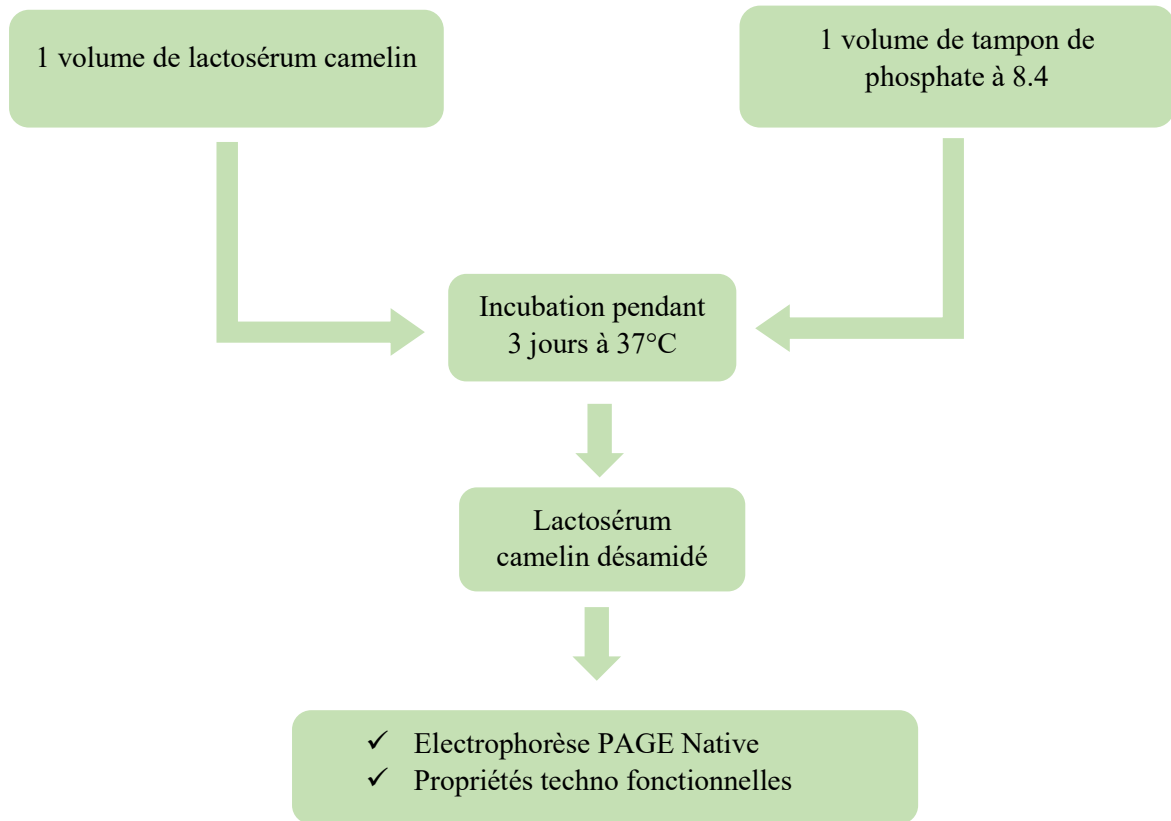 1 volume de lactosérum camelin
1 volume de tampon de
phosphate à 8.4
Incubation pendant
3 jours à 37°C
Lactosérum
camelin désamidé
✓ Electrophorèse PAGE Native
✓ Propriétés techno fonctionnelles